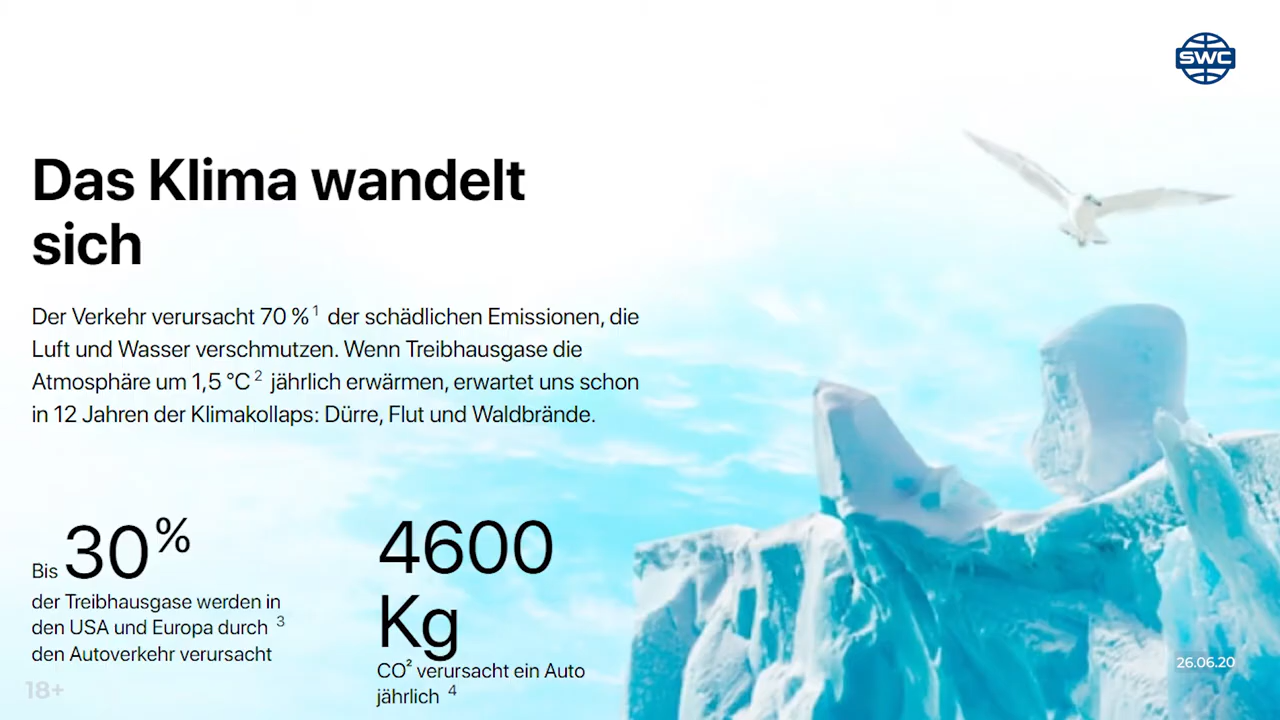 SWC
Das Klima wandelt
sich
Der Verkehr verursacht 70 %¹ der schädlichen Emissionen, die
Luft und Wasser verschmutzen. Wenn Treibhausgase die
Atmosphäre um 1,5 °C² jährlich erwärmen, erwartet uns schon
in 12 Jahren der Klimakollaps: Dürre, Flut und Waldbrände.
Bis 30%
der Treibhausgase werden in
den USA und Europa durch ³
den Autoverkehr verursacht
4600
Kg
CO² verursacht ein Auto
jährlich ⁴
18+
26.06.20